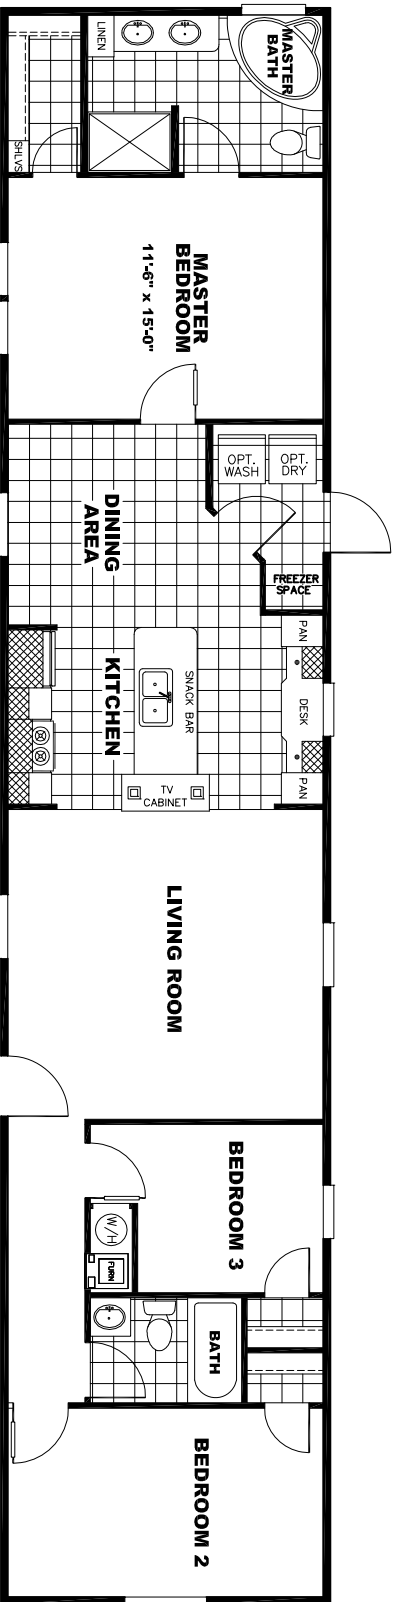 LINEN
MASTER
BATH
SHLVS
MASTER
BEDROOM
11'-6" x 15'-0"
OPT.
WASH
OPT.
DRY
DINING
AREA
FREEZER
SPACE
PAN
KITCHEN
SNACK BAR
DESK
PAN
TV
CABINET
LIVING ROOM
BEDROOM 3
W/H
FURN
BATH
BEDROOM 2